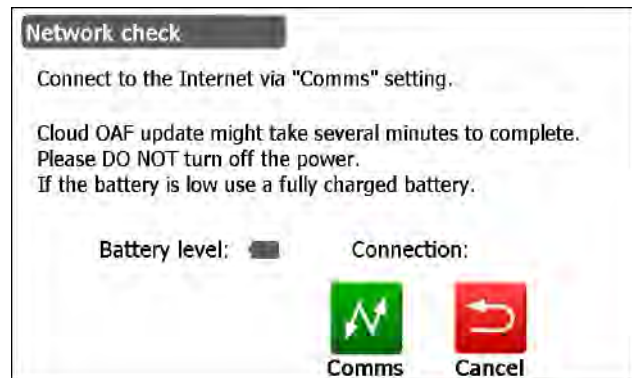 Network check
Connect to the Internet via "Comms" setting.
Cloud OAF update might take several minutes to complete.
Please DO NOT turn off the power.
If the battery is low use a fully charged battery.
Battery level: Connection:
Comms Cancel